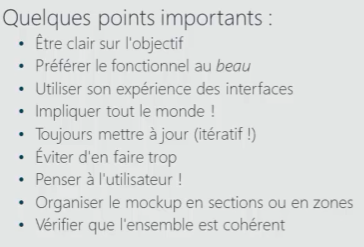 Quelques points importants :
• Être clair sur l'objectif
• Préférer le fonctionnel au beau
• Utiliser son expérience des interfaces
• Impliquer tout le monde !
• Toujours mettre à jour (itératif !)
• Éviter d'en faire trop
• Penser à l'utilisateur !
• Organiser le mockup en sections ou en zones
• Vérifier que l'ensemble est cohérent